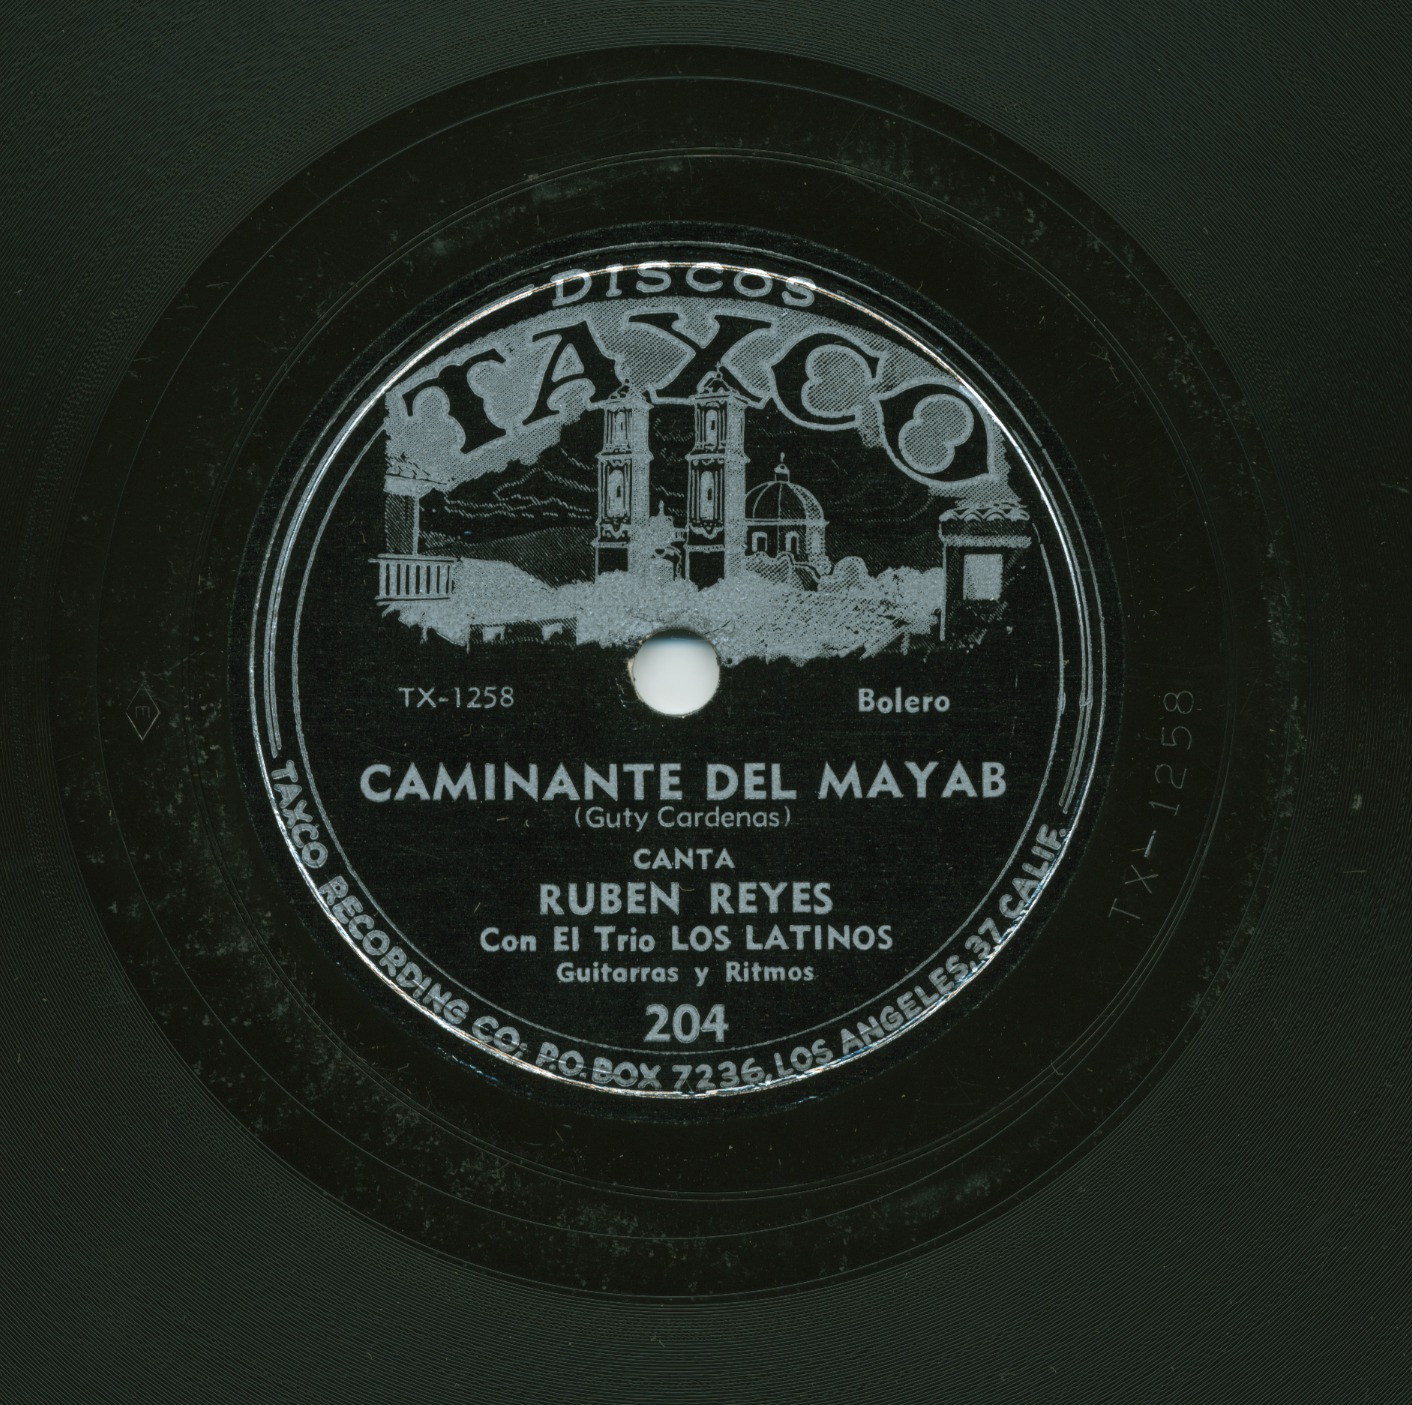 DISCOS
TAXCO
TX-1258
Bolero
CAMINANTE DEL MAYAB
(Guty Cardenas)
CANTA
RUBEN REYES
Con El Trio LOS LATINOS
Guitarras y Ritmos
204
TAXCO RECORDING CO; P.O. BOX 7236, LOS ANGELES, 37, CALIF.
TX-1258